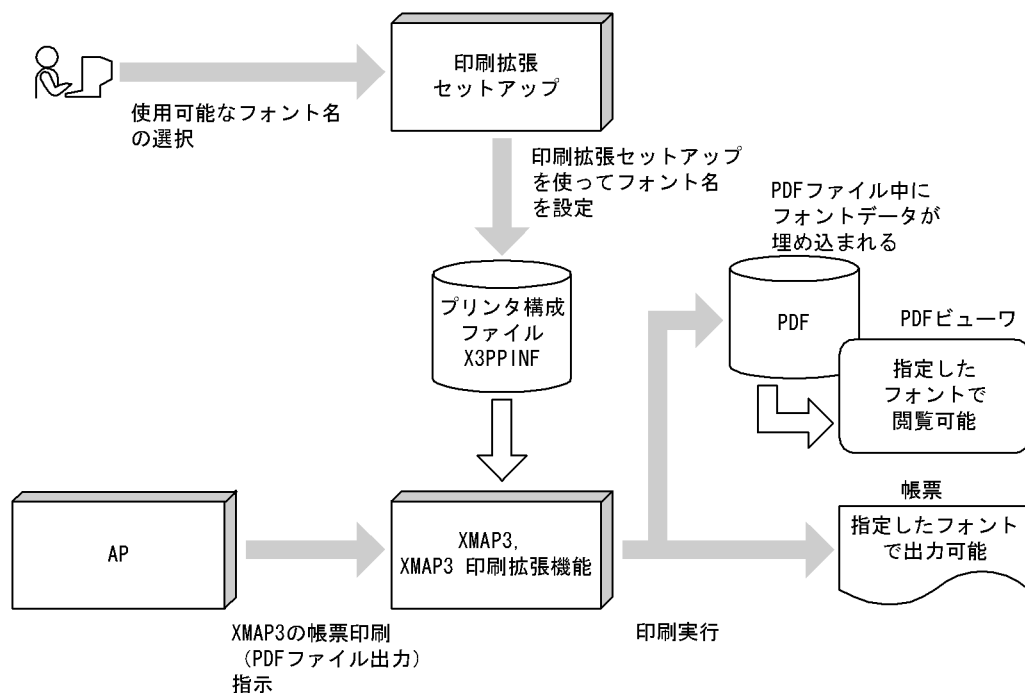 印刷拡張
セットアップ
使用可能なフォント名
の選択
印刷拡張セットアップ
を使ってフォント名
を設定
PDFファイル中に
フォントデータが
埋め込まれる
プリンタ構成
ファイル
X3PPINF
PDF
PDFビューワ
指定した
フォントで
閲覧可能
AP
XMAP3,
XMAP3 印刷拡張機能
帳票
指定したフォント
で出力可能
XMAP3の帳票印刷
（PDFファイル出力）
指示
印刷実行